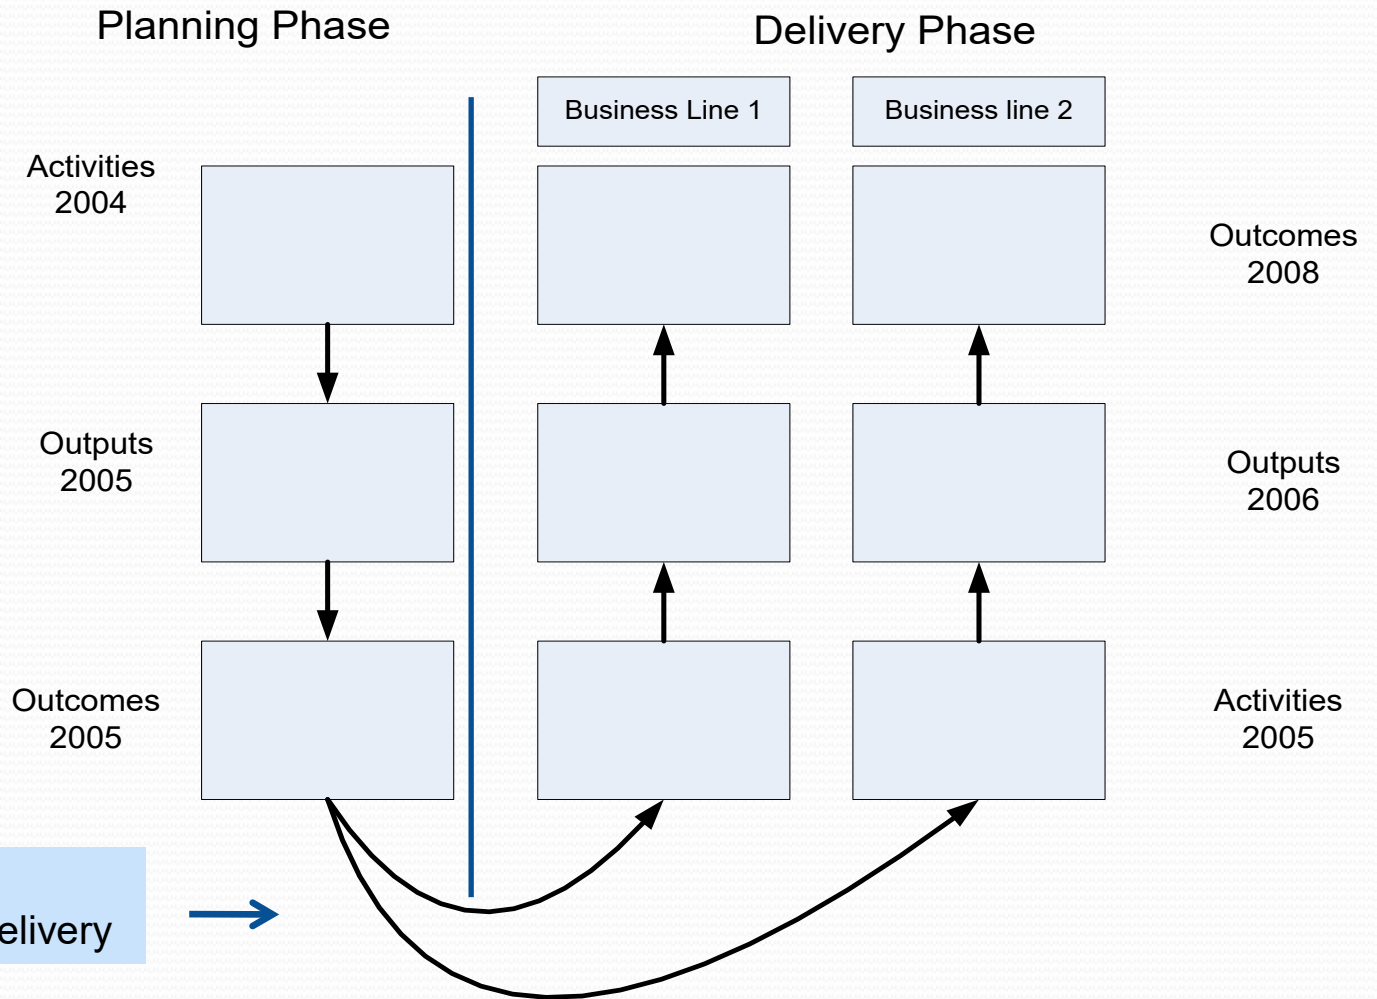 Planning Phase
Delivery Phase
Business Line 1
Business line 2
Activities
2004
Outcomes
2008
Outputs
2005
Outputs
2006
Outcomes
2005
Activities
2005
elivery